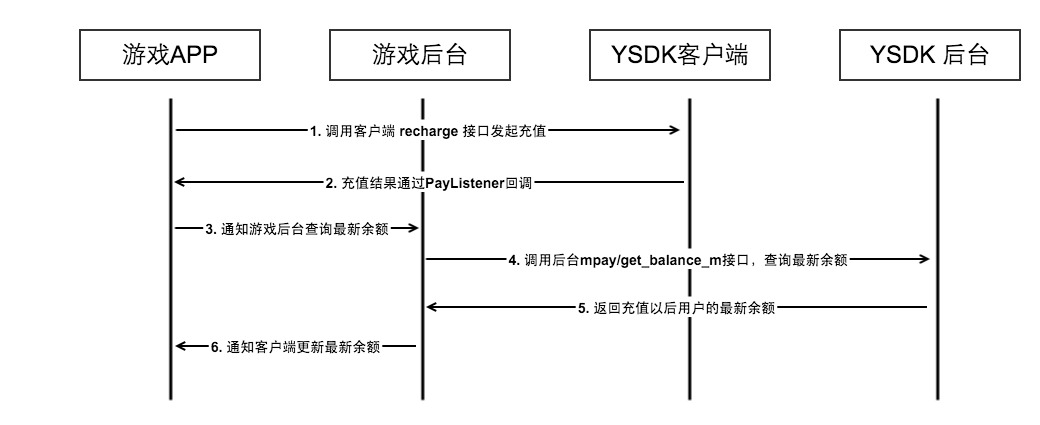 游戏APP
游戏后台
YSDK客户端
YSDK 后台
1. 调用客户端 recharge 接口发起充值
2. 充值结果通过PayListener回调
3. 通知游戏后台查询最新余额
4. 调用后台mpay/get_balance_m接口，查询最新余额
5. 返回充值以后用户的最新余额
6. 通知客户端更新最新余额